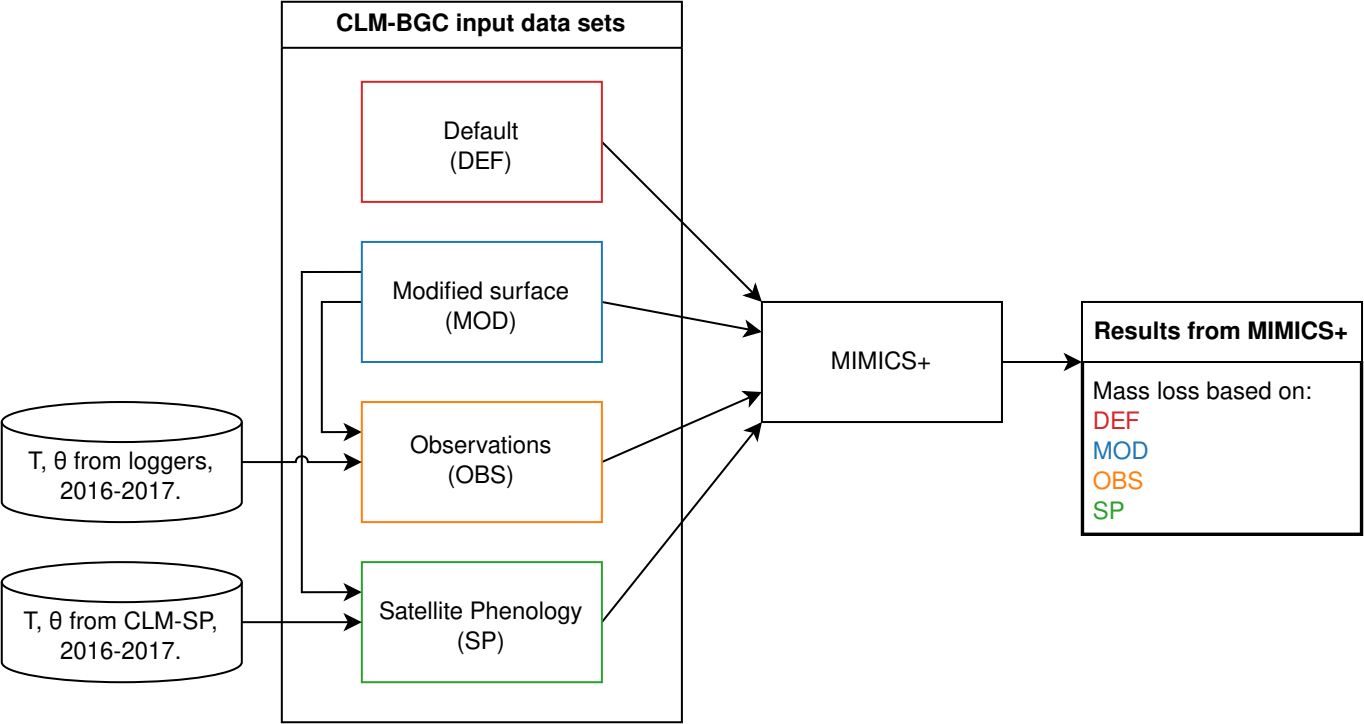 CLM-BGC input data sets
Default
(DEF)
Modified surface
(MOD)
Observations
(OBS)
Satellite Phenology
(SP)
T, θ from loggers,
2016-2017.
T, θ from CLM-SP,
2016-2017.
MIMICS+
Results from MIMICS+
Mass loss based on:
DEF
MOD
OBS
SP